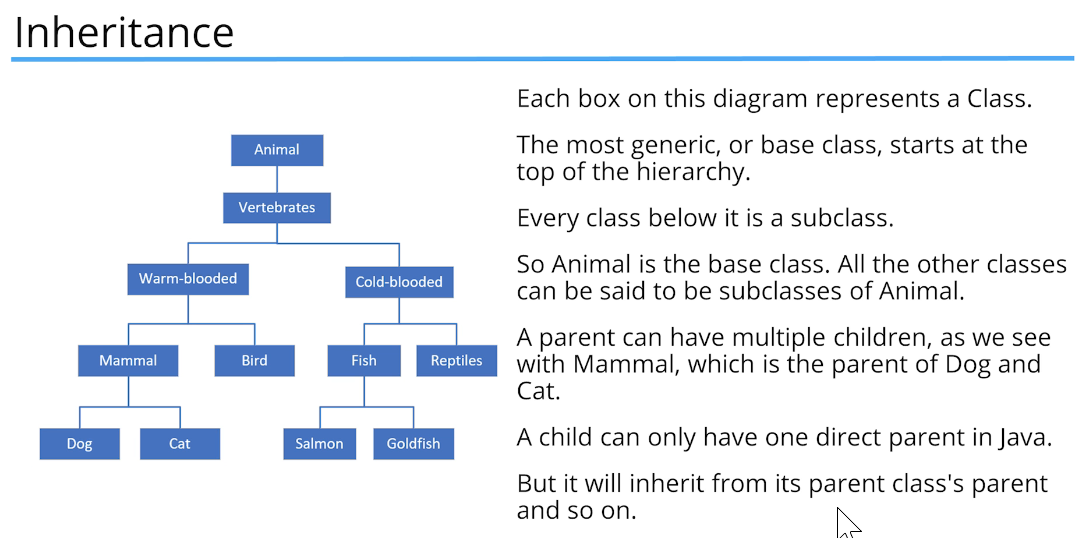 Inheritance
Animal
Vertebrates
Warm-blooded
Cold-blooded
Mammal
Bird
Fish
Reptiles
Dog
Cat
Salmon
Goldfish
Each box on this diagram represents a Class.
The most generic, or base class, starts at the
top of the hierarchy.
Every class below it is a subclass.
So Animal is the base class. All the other classes
can be said to be subclasses of Animal.
A parent can have multiple children, as we see
with Mammal, which is the parent of Dog and
Cat.
A child can only have one direct parent in Java.
But it will inherit from its parent class's parent
and so on.